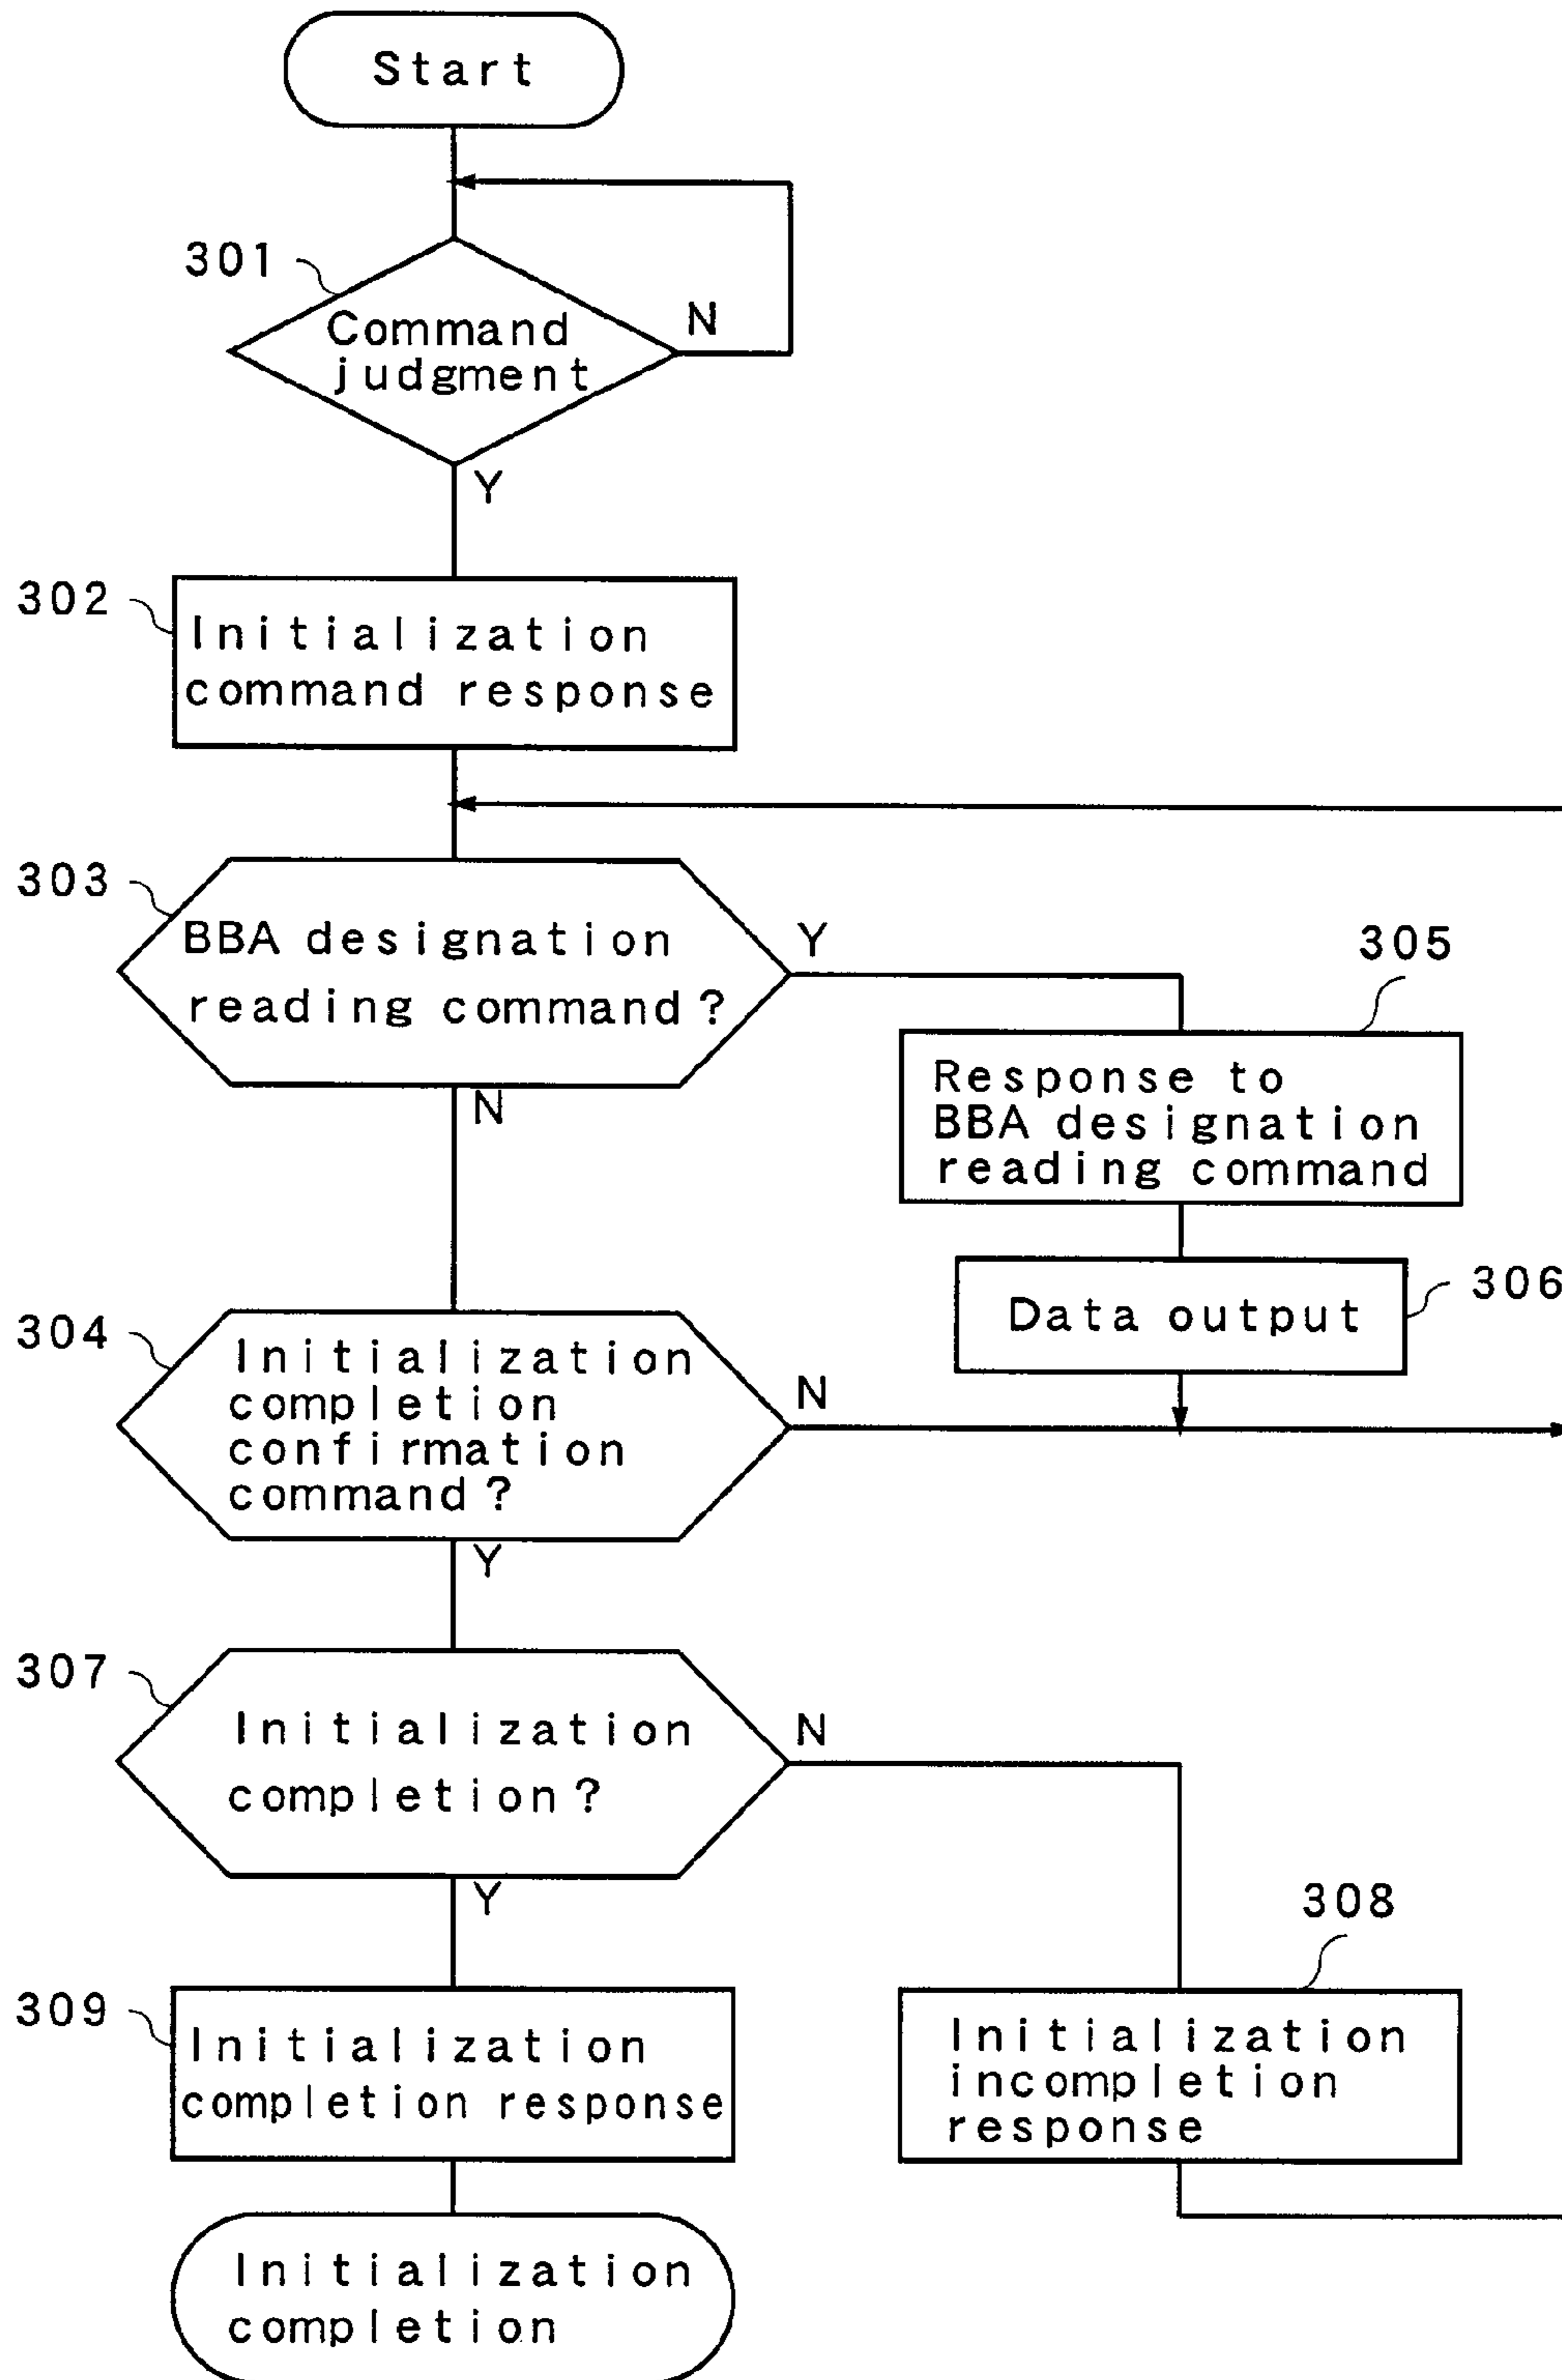 Start
301
Command
judgment
N
Y
302
Initialization
command response
303
BBA designation
reading command?
Y
N
305
Response to
BBA designation
reading command
306
Data output
304
Initialization
completion
confirmation
command?
N
Y
307
Initialization
completion?
N
Y
308
Initialization
incompletion
response
309
Initialization
completion response
Initialization
completion